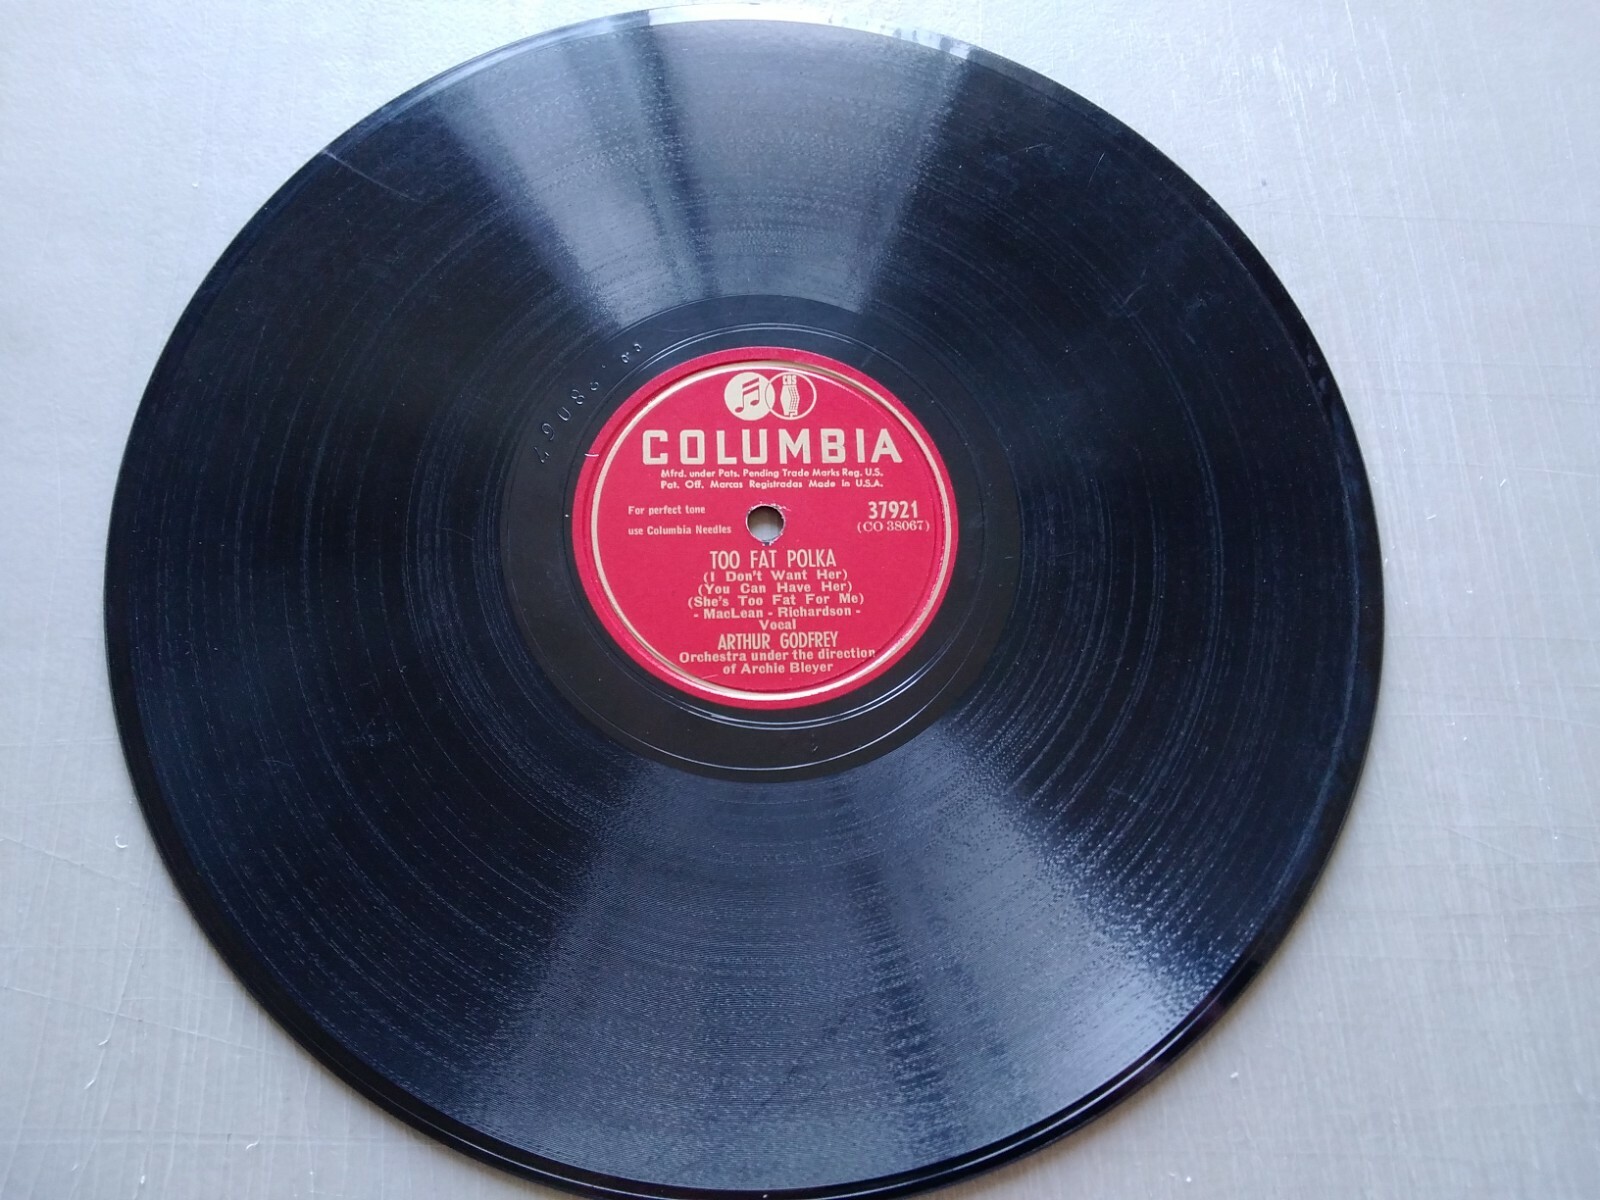 CBS
COLUMBIA
Mfrd. under Pats. Pending Trade Marks Reg. U.S.
Pat. Off. Marcas Registradas Made in U.S.A.
For perfect tone
use Columbia Needles
37921
(CO 38067)
TOO FAT POLKA
(I Don't Want Her)
(You Can Have Her)
(She's Too Fat For Me)
- MacLean - Richardson -
Vocal
ARTHUR GODFREY
Orchestra under the direction
of Archie Bleyer